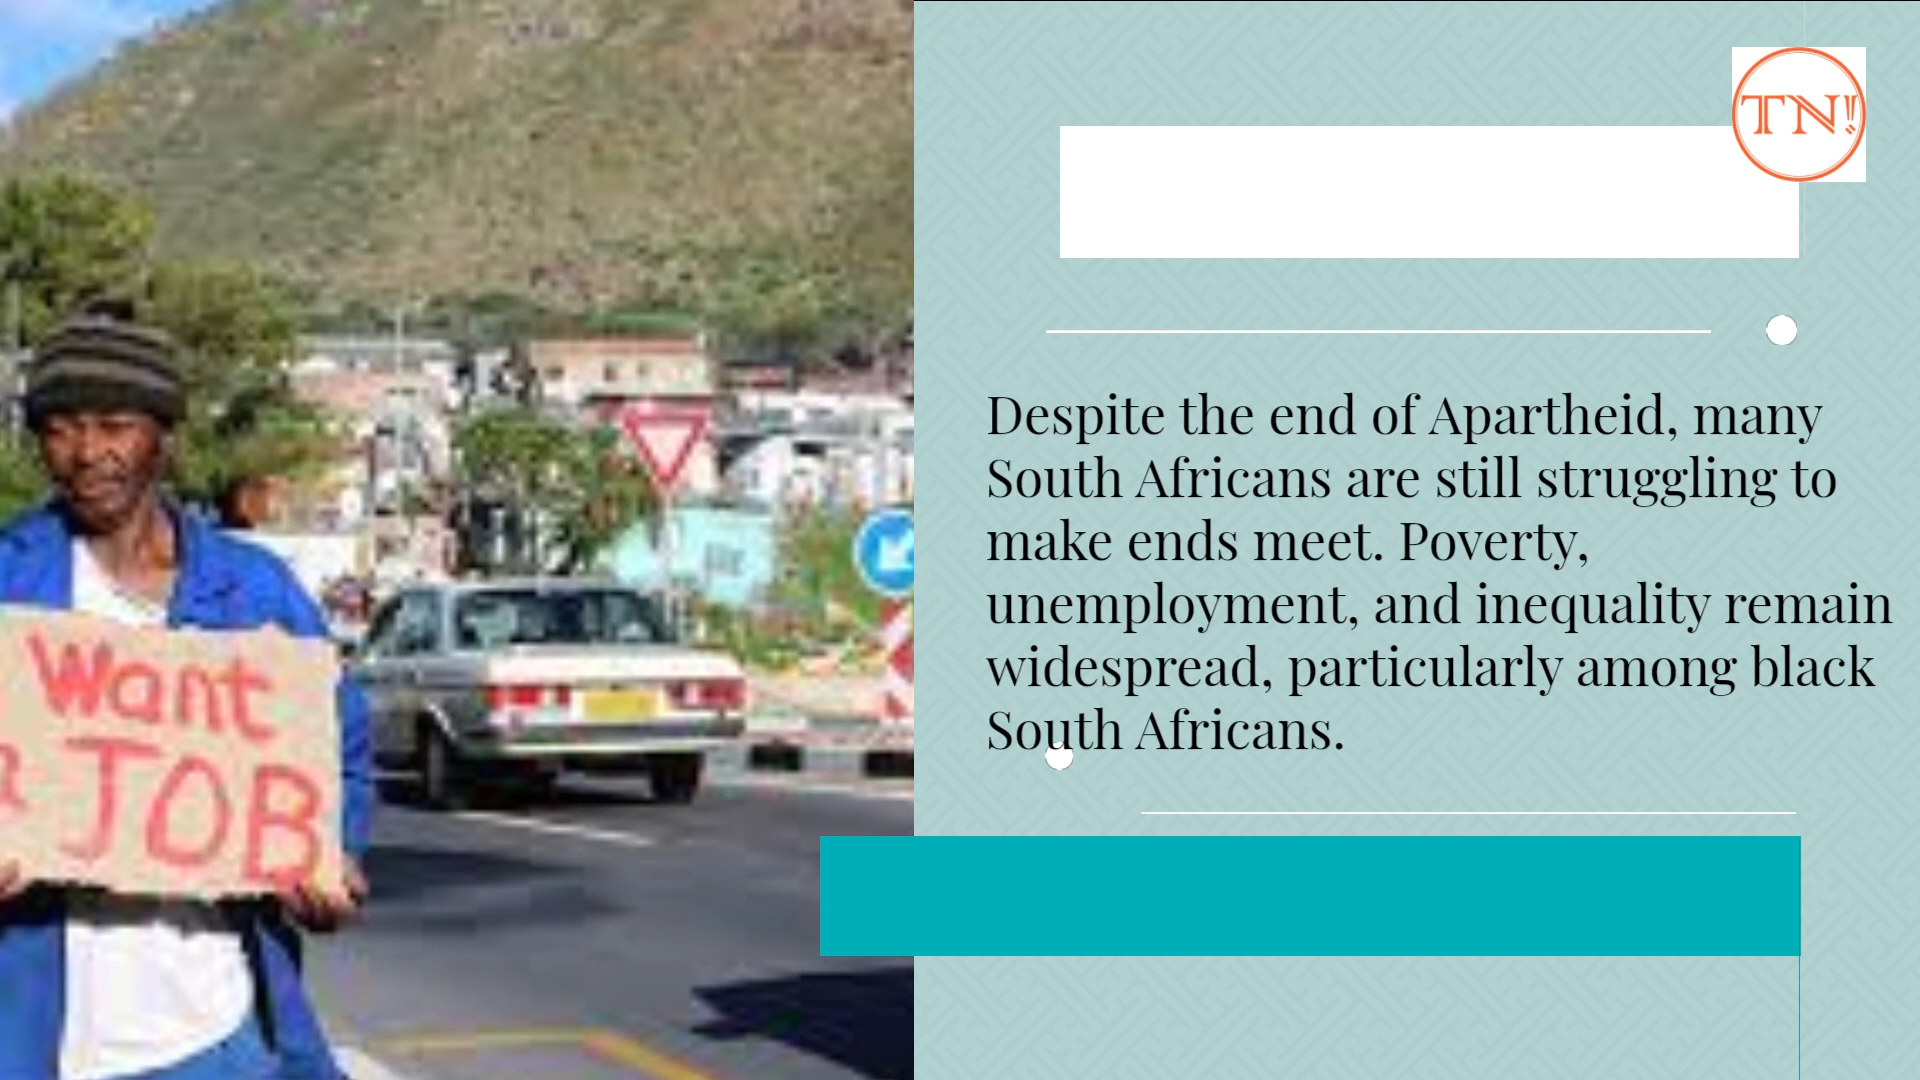 TN!!
Despite the end of Apartheid, many
South Africans are still struggling to
make ends meet. Poverty,
unemployment, and inequality remain
widespread, particularly among black
South Africans.
Want
a JOB